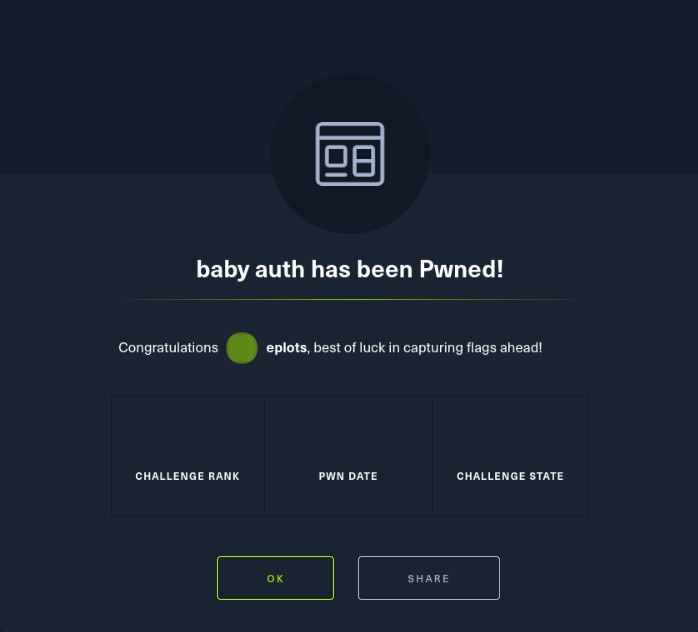 baby auth has been Pwned!
Congratulations eplots, best of luck in capturing flags ahead!
CHALLENGE RANK PWN DATE CHALLENGE STATE
OK SHARE